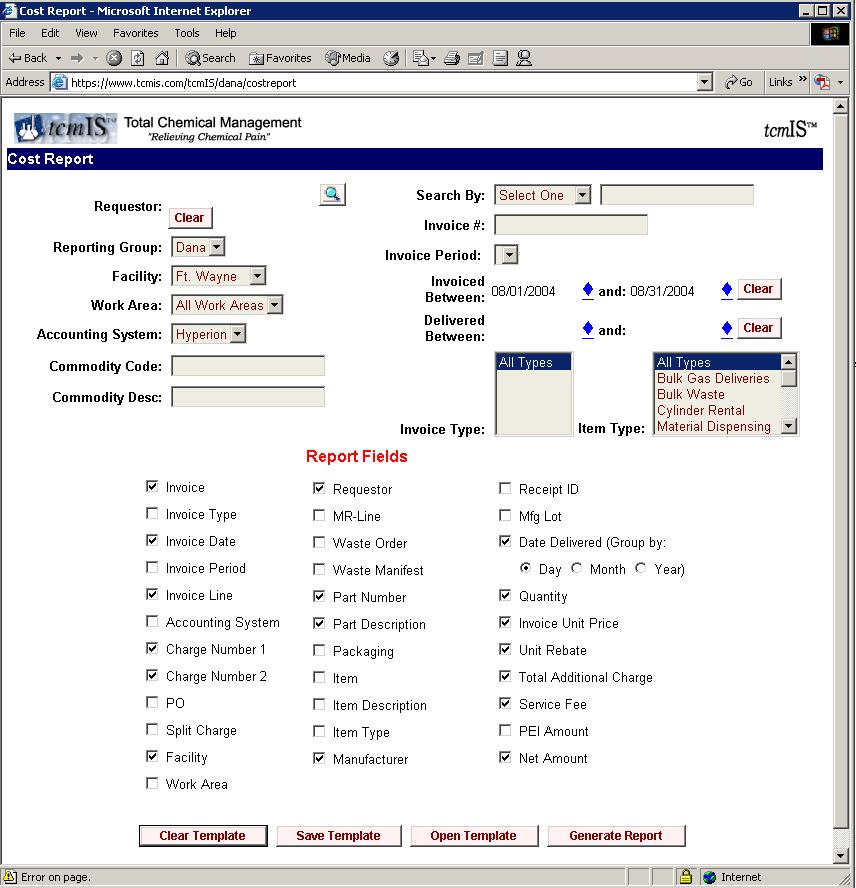 Cost Report - Microsoft Internet Explorer
File Edit View Favorites Tools Help
Back Search Favorites Media
Address https://www.tcmis.com/tcmIS/dana/costreport Go Links »
tcmIS™ Total Chemical Management
"Relieving Chemical Pain"
tcmIS™
Cost Report
Requestor:
Clear
Reporting Group: Dana
Facility: Ft. Wayne
Work Area: All Work Areas
Accounting System: Hyperion
Commodity Code:
Commodity Desc:
Search By: Select One
Invoice #:
Invoice Period:
Invoiced
Between: 08/01/2004 and: 08/31/2004 Clear
Delivered
Between: and: Clear
Invoice Type: All Types
Item Type: All Types
Bulk Gas Deliveries
Bulk Waste
Cylinder Rental
Material Dispensing
Report Fields
Invoice
Invoice Type
Invoice Date
Invoice Period
Invoice Line
Accounting System
Charge Number 1
Charge Number 2
PO
Split Charge
Facility
Work Area
Requestor
MR-Line
Waste Order
Waste Manifest
Part Number
Part Description
Packaging
Item
Item Description
Item Type
Manufacturer
Receipt ID
Mfg Lot
Date Delivered (Group by:
Day Month Year)
Quantity
Invoice Unit Price
Unit Rebate
Total Additional Charge
Service Fee
PEI Amount
Net Amount
Clear Template Save Template Open Template Generate Report
Error on page. Internet